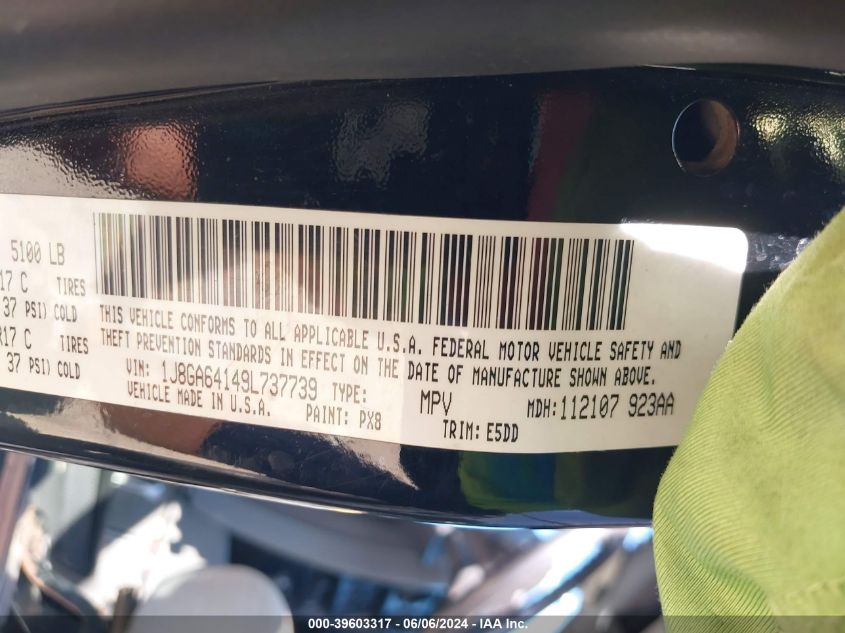 5100 LB
17 C TIRES
37 PSI) COLD
R17 C TIRES
37 PSI) COLD
THIS VEHICLE CONFORMS TO ALL APPLICABLE U.S.A. FEDERAL MOTOR VEHICLE SAFETY AND
THEFT PREVENTION STANDARDS IN EFFECT ON THE DATE OF MANUFACTURE SHOWN ABOVE.
VIN: 1J8GA64149L737739 TYPE: MPV MDH: 112107 923AA
VEHICLE MADE IN U.S.A. PAINT: PX8 TRIM: E5DD
000-39603317 - 06/06/2024 - IAA Inc.